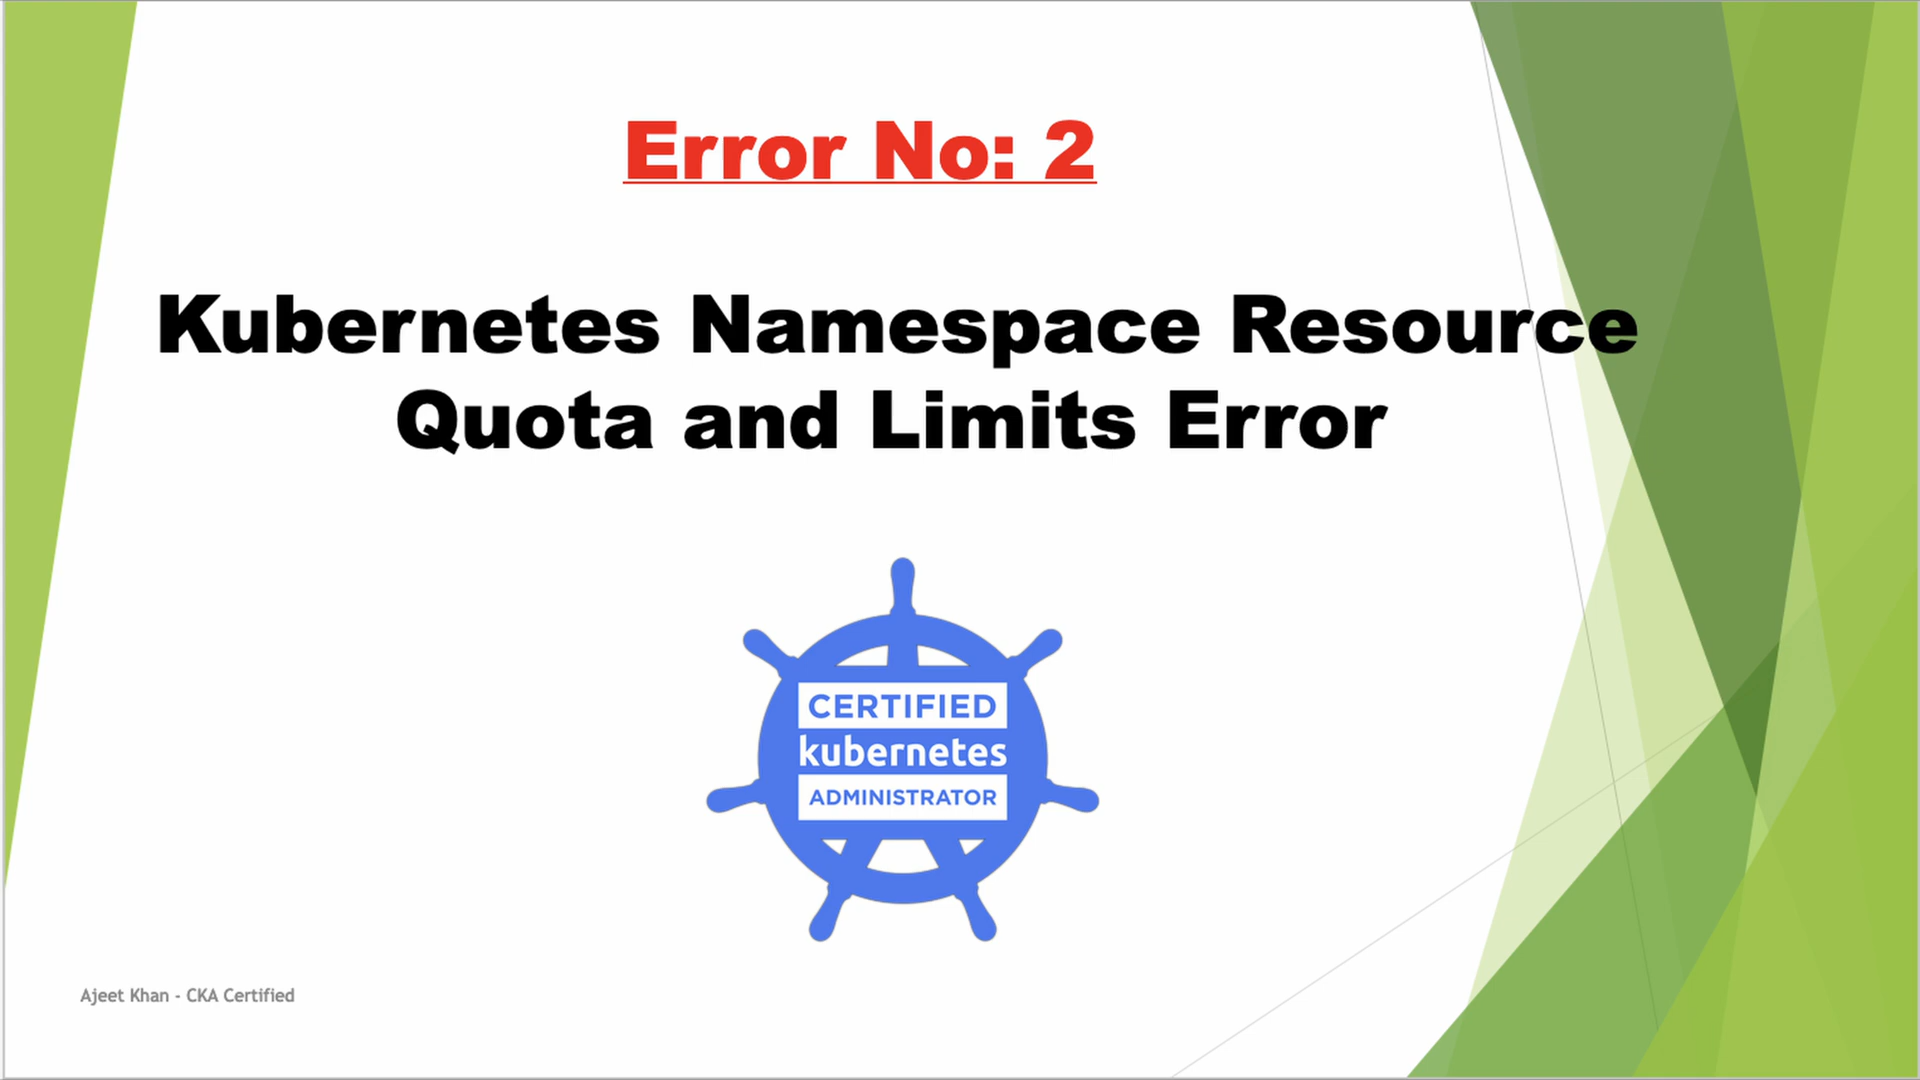 Error No: 2
Kubernetes Namespace Resource
Quota and Limits Error
CERTIFIED
kubernetes
ADMINISTRATOR
Ajeet Khan - CKA Certified